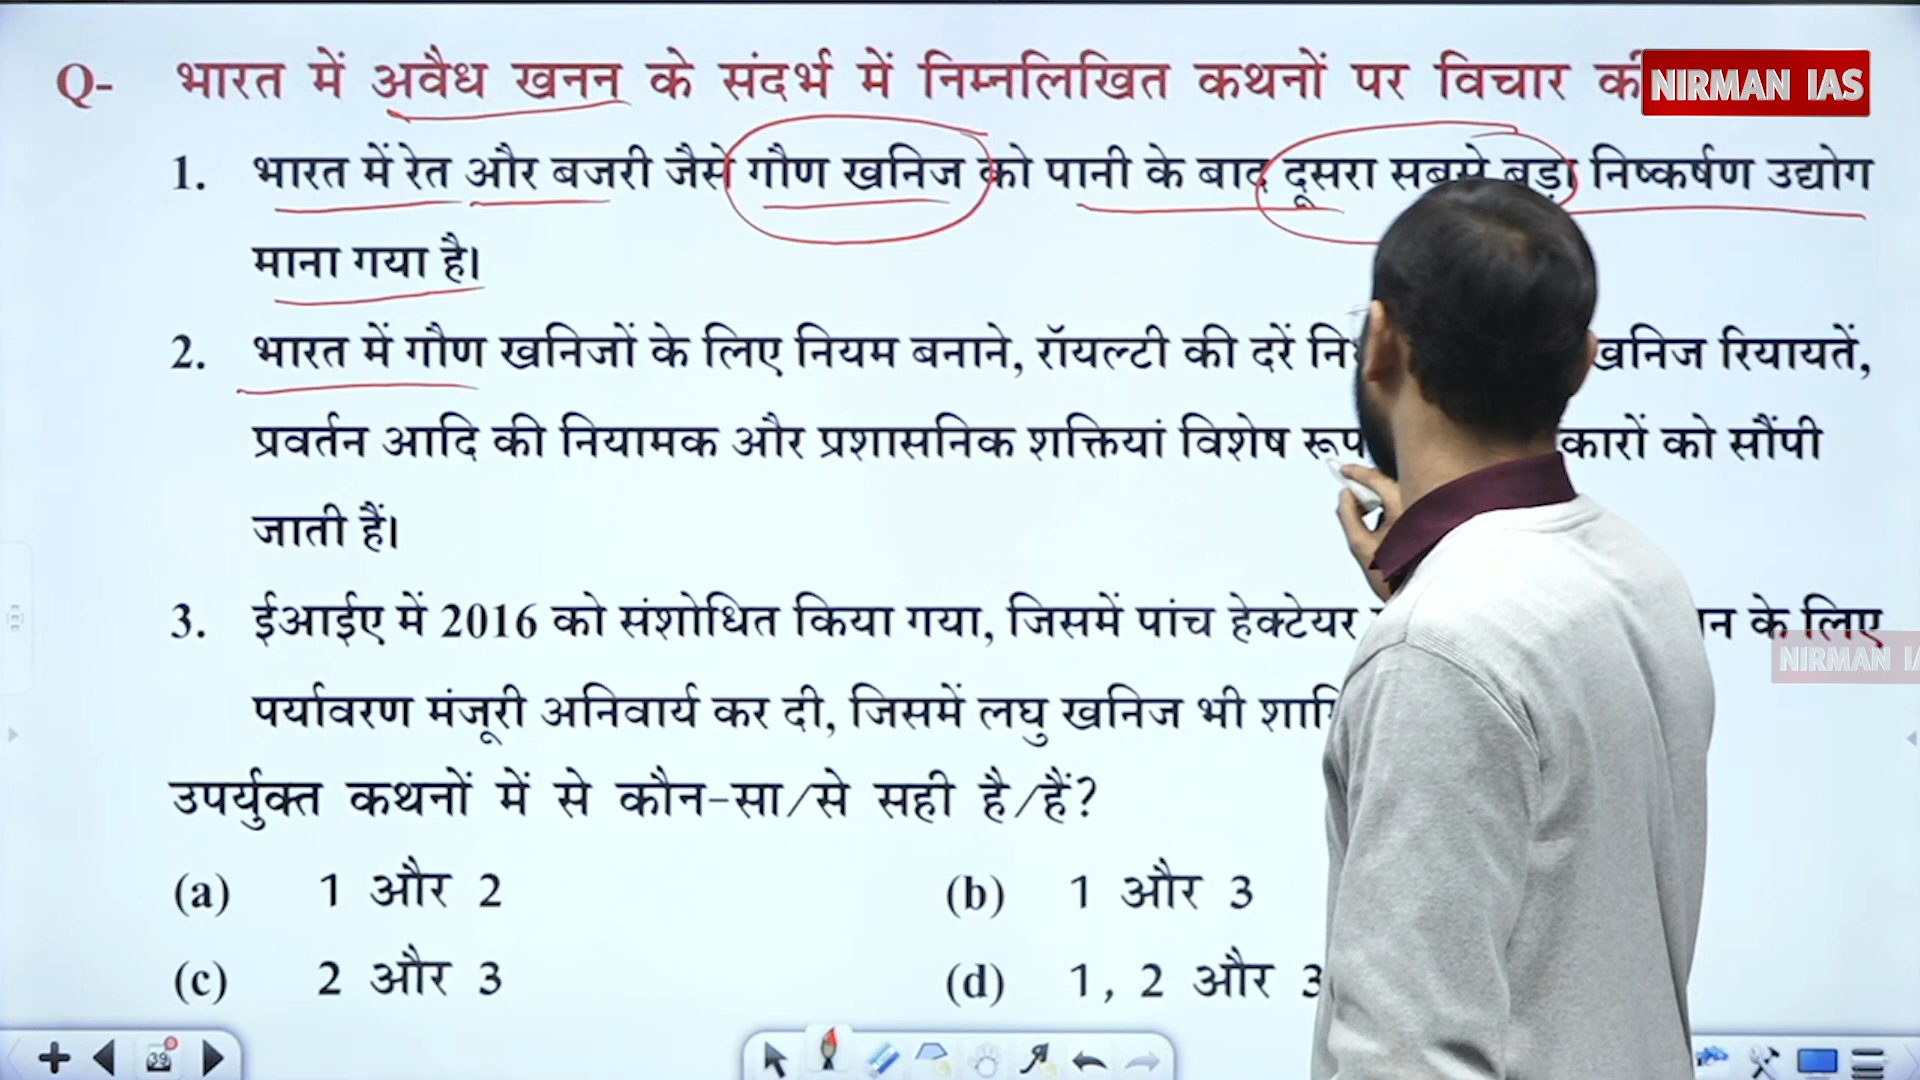 Q- भारत में अवैध खनन के संदर्भ में निम्नलिखित कथनों पर विचार
NIRMAN IAS
1. भारत में रेत और बजरी जैसे गौण खनिज को पानी के बाद दूसरा सबसे बड़ा निष्कर्षण उद्योग
माना गया है।
2. भारत में गौण खनिजों के लिए नियम बनाने, रॉयल्टी की दरें खनिज रियायतें,
प्रवर्तन आदि की नियामक और प्रशासनिक शक्तियां विशेष रूप को सौंपी
जाती हैं।
3. ईआईए में 2016 को संशोधित किया गया, जिसमें पांच हेक्टेयर के लिए
NIRMAN
पर्यावरण मंजूरी अनिवार्य कर दी, जिसमें लघु खनिज भी
उपर्युक्त कथनों में से कौन-सा/से सही है/हैं?
(a) 1 और 2
(b) 1 और 3
(c) 2 और 3
(d) 1, 2 और 3
39